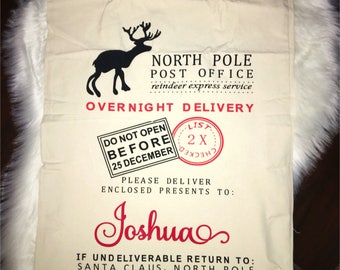 NORTH POLE
POST OFFICE
reindeer express service
OVERNIGHT DELIVERY
DO NOT OPEN
BEFORE
25 DECEMBER
LIST
2X
CHECKED
PLEASE DELIVER
ENCLOSED PRESENTS TO:
Joshua
IF UNDELIVERABLE RETURN TO:
SANTA CLAUS, NORTH POLE